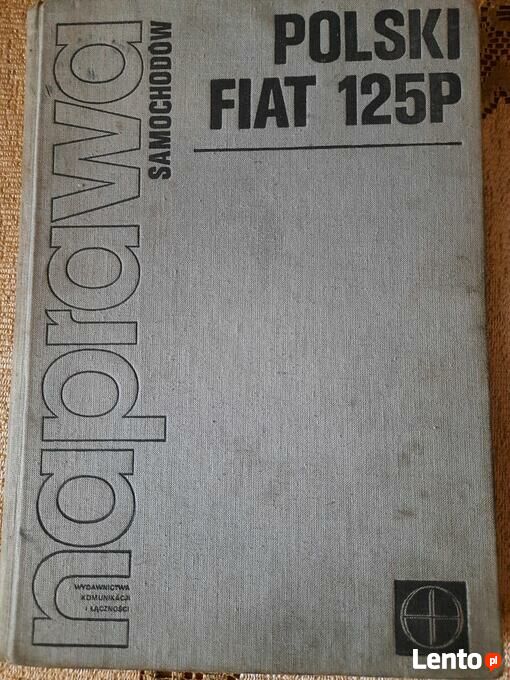 POLSKI
FIAT 125P
naprawa
SAMOCHODÓW
WYDAWNICTWA
KOMUNIKACJI
I ŁĄCZNOŚCI
Lento.pl